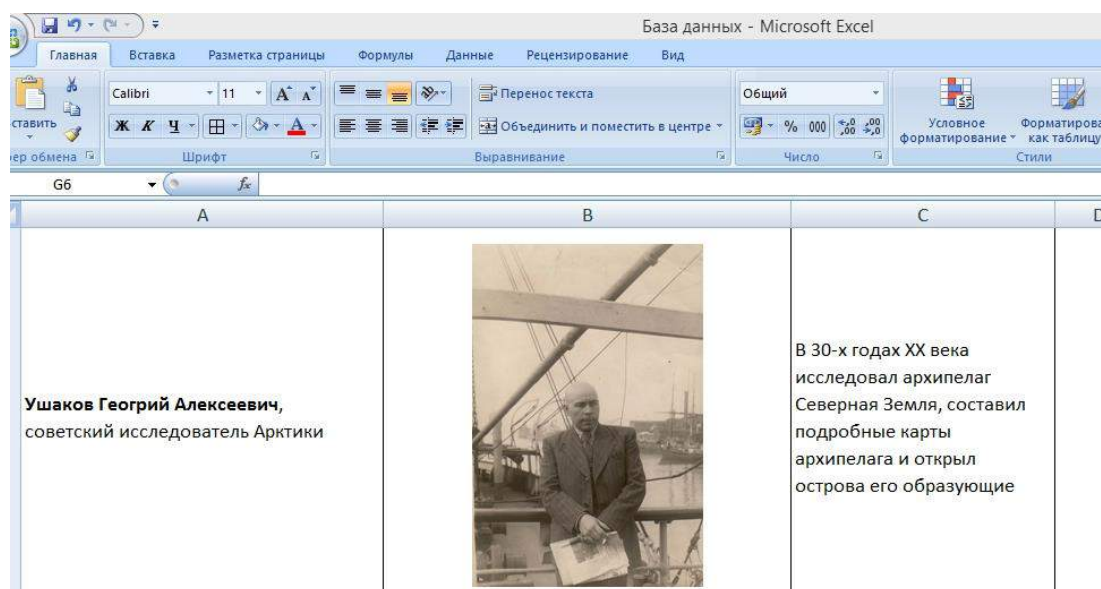 База данных - Microsoft Excel
Главная Вставка Разметка страницы Формулы Данные Рецензирование Вид
Calibri 11 A A Перенос текста Общий
ставить Ж К Ч Объединить и поместить в центре % 000 Условное форматирование Форматирова как таблицу
ер обмена Шрифт Выравнивание Число Стили
G6 fx
A B C
Ушаков Георгий Алексеевич,
советский исследователь Арктики
В 30-х годах XX века
исследовал архипелаг
Северная Земля, составил
подробные карты
архипелага и открыл
острова его образующие